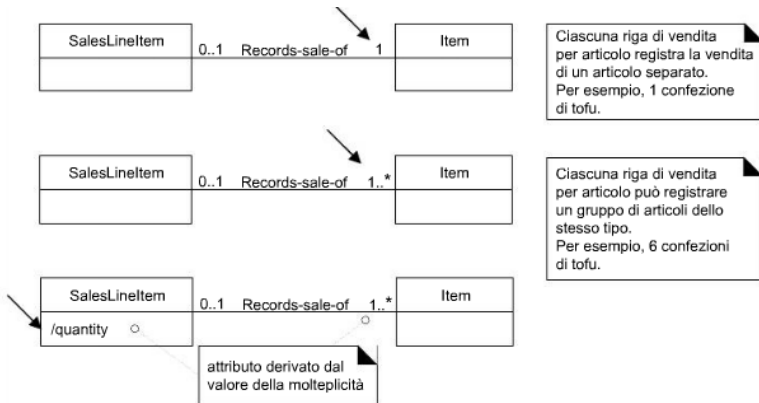 SalesLineItem
0..1 Records-sale-of 1
Item
Ciascuna riga di vendita
per articolo registra la vendita
di un articolo separato.
Per esempio, 1 confezione
di tofu.
SalesLineItem
0..1 Records-sale-of 1..*
Item
Ciascuna riga di vendita
per articolo può registrare
un gruppo di articoli dello
stesso tipo.
Per esempio, 6 confezioni
di tofu.
SalesLineItem
0..1 Records-sale-of 1..*
Item
/quantity
attributo derivato dal
valore della molteplicità